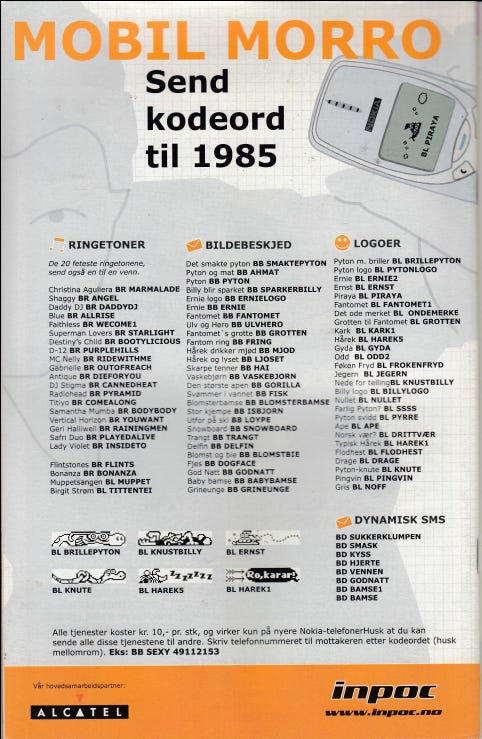 MOBIL MORRO
Send
kodeord
til 1985
NOKIA
BL PIRAYA
RINGETONER
De 20 feteste ringetonene,
send også en til en venn.
Christina Aguliera BR MARMALADE
Shaggy BR ANGEL
Daddy DJ BR DADDYDJ
Blue BR ALLRISE
Faithless BR WECOME1
Superman Lovers BR STARLIGHT
Destiny's Child BR BOOTYLICIOUS
D-12 BR PURPLEHILLS
MC Nelly BR RIDEWITHME
Gabrielle BR OUTOFREACH
Antique BR DIEFORYOU
DJ Stigma BR CANNEDHEAT
Radiohead BR PYRAMID
Titiyo BR COMEALONG
Samantha Mumba BR BODYBODY
Vertical Horizon BR YOUWANT
Geri Halliwell BR RAININGMEN
Safri Duo BR PLAYEDALIVE
Lady Violet BR INSIDETO
Flintstones BR FLINTS
Bonanza BR BONANZA
Muppetsangen BL MUPPET
Birgit Strøm BL TITTENTEI
BILDEBESKJED
Det smakte pyton BB SMAKTEPYTON
Pyton og mat BB AHMAT
Pyton BB PYTON
Billy blir sparket BB SPARKERBILLY
Ernie logo BB ERNIELOGO
Ernie BB ERNIE
Fantomet BB FANTOMET
Ulv og Hero BB ULVHERO
Fantomet´s grotte BB GROTTEN
Fantom ring BB FRING
Hårek drikker mjød BB MJOD
Hårek og lyset BB LJOSET
Skarpe tenner BB HAI
Vaskebjørn BB VASKEBJORN
Den største apen BB GORILLA
Svømmer i vannet BB FISK
Blomsterbamse BB BLOMSTERBAMSE
Stor kjempe BB ISBJORN
Utfor på ski BB LOYPE
Snowboard BB SNOWBOARD
Trangt BB TRANGT
Delfin BB DELFIN
Blomst og bie BB BLOMSTBIE
Fjes BB DOGFACE
God Natt BB GODNATT
Baby bamse BB BABYBAMSE
Grineunge BB GRINEUNGE
LOGOER
Pyton m. briller BL BRILLEPYTON
Pyton logo BL PYTONLOGO
Ernie BL ERNIE2
Ernst BL ERNST
Piraya BL PIRAYA
Fantomet BL FANTOMET1
Det ode merket BL ONDEMERKE
Grotten til Fantomet BL GROTTEN
Kark BL KARK1
Hårek BL HAREK5
Gyda BL GYDA
Odd BL ODD2
Føken Fryd BL FROKENFRYD
Jegern BL JEGERN
Nede for tellingBL KNUSTBILLY
Billy logo BL BILLYLOGO
Nullet BL NULLET
Farlig Pyton? BL SSSS
Pyton svidd BL PYRRE
Ape BL APE
Norsk vær? BL DRITTVÆR
Typisk Hårek BL HAREK1
Flodhest BL FLODHEST
Drage BL DRAGE
Pyton-knute BL KNUTE
Pingvin BL PINGVIN
Gris BL NOFF
DYNAMISK SMS
BD SUKKERKLUMPEN
BD SMASK
BD KYSS
BD HJERTE
BD VENNEN
BD GODNATT
BD BAMSE1
BD BAMSE
BL BRILLEPYTON
BL KNUSTBILLY
BL ERNST
zzzzzzz
Ro,karar!
BL KNUTE
BL HAREK5
BL HAREK1
Alle tjenester koster kr. 10,- pr. stk, og virker kun på nyere Nokia-telefonerHusk at du kan
sende alle disse tjenestene til andre. Skriv telefonnummeret til mottakeren etter kodeordet (husk
mellomrom). Eks: BB SEXY 49112153
Vår hovedsamarbeidspartner:
ALCATEL
inpoc
www.inpoc.no